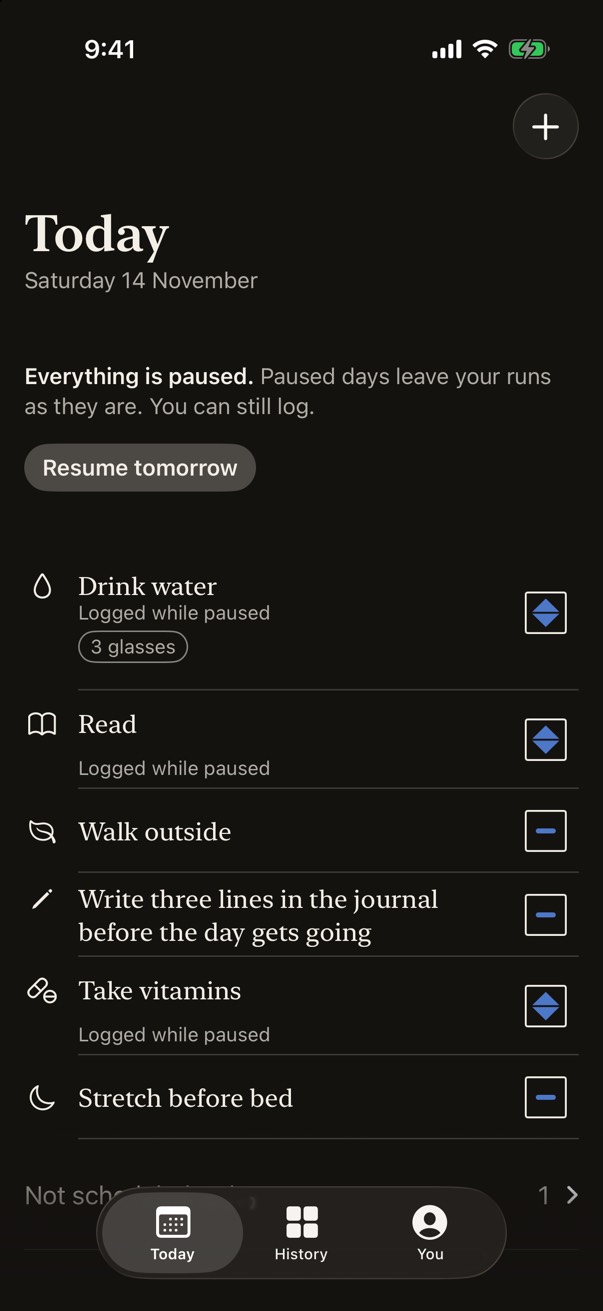 9:41
Today
Saturday 14 November
Everything is paused. Paused days leave your runs
as they are. You can still log.
Resume tomorrow
Drink water
Logged while paused
3 glasses
Read
Logged while paused
Walk outside
Write three lines in the journal
before the day gets going
Take vitamins
Logged while paused
Stretch before bed
Not
1
Today
History
You